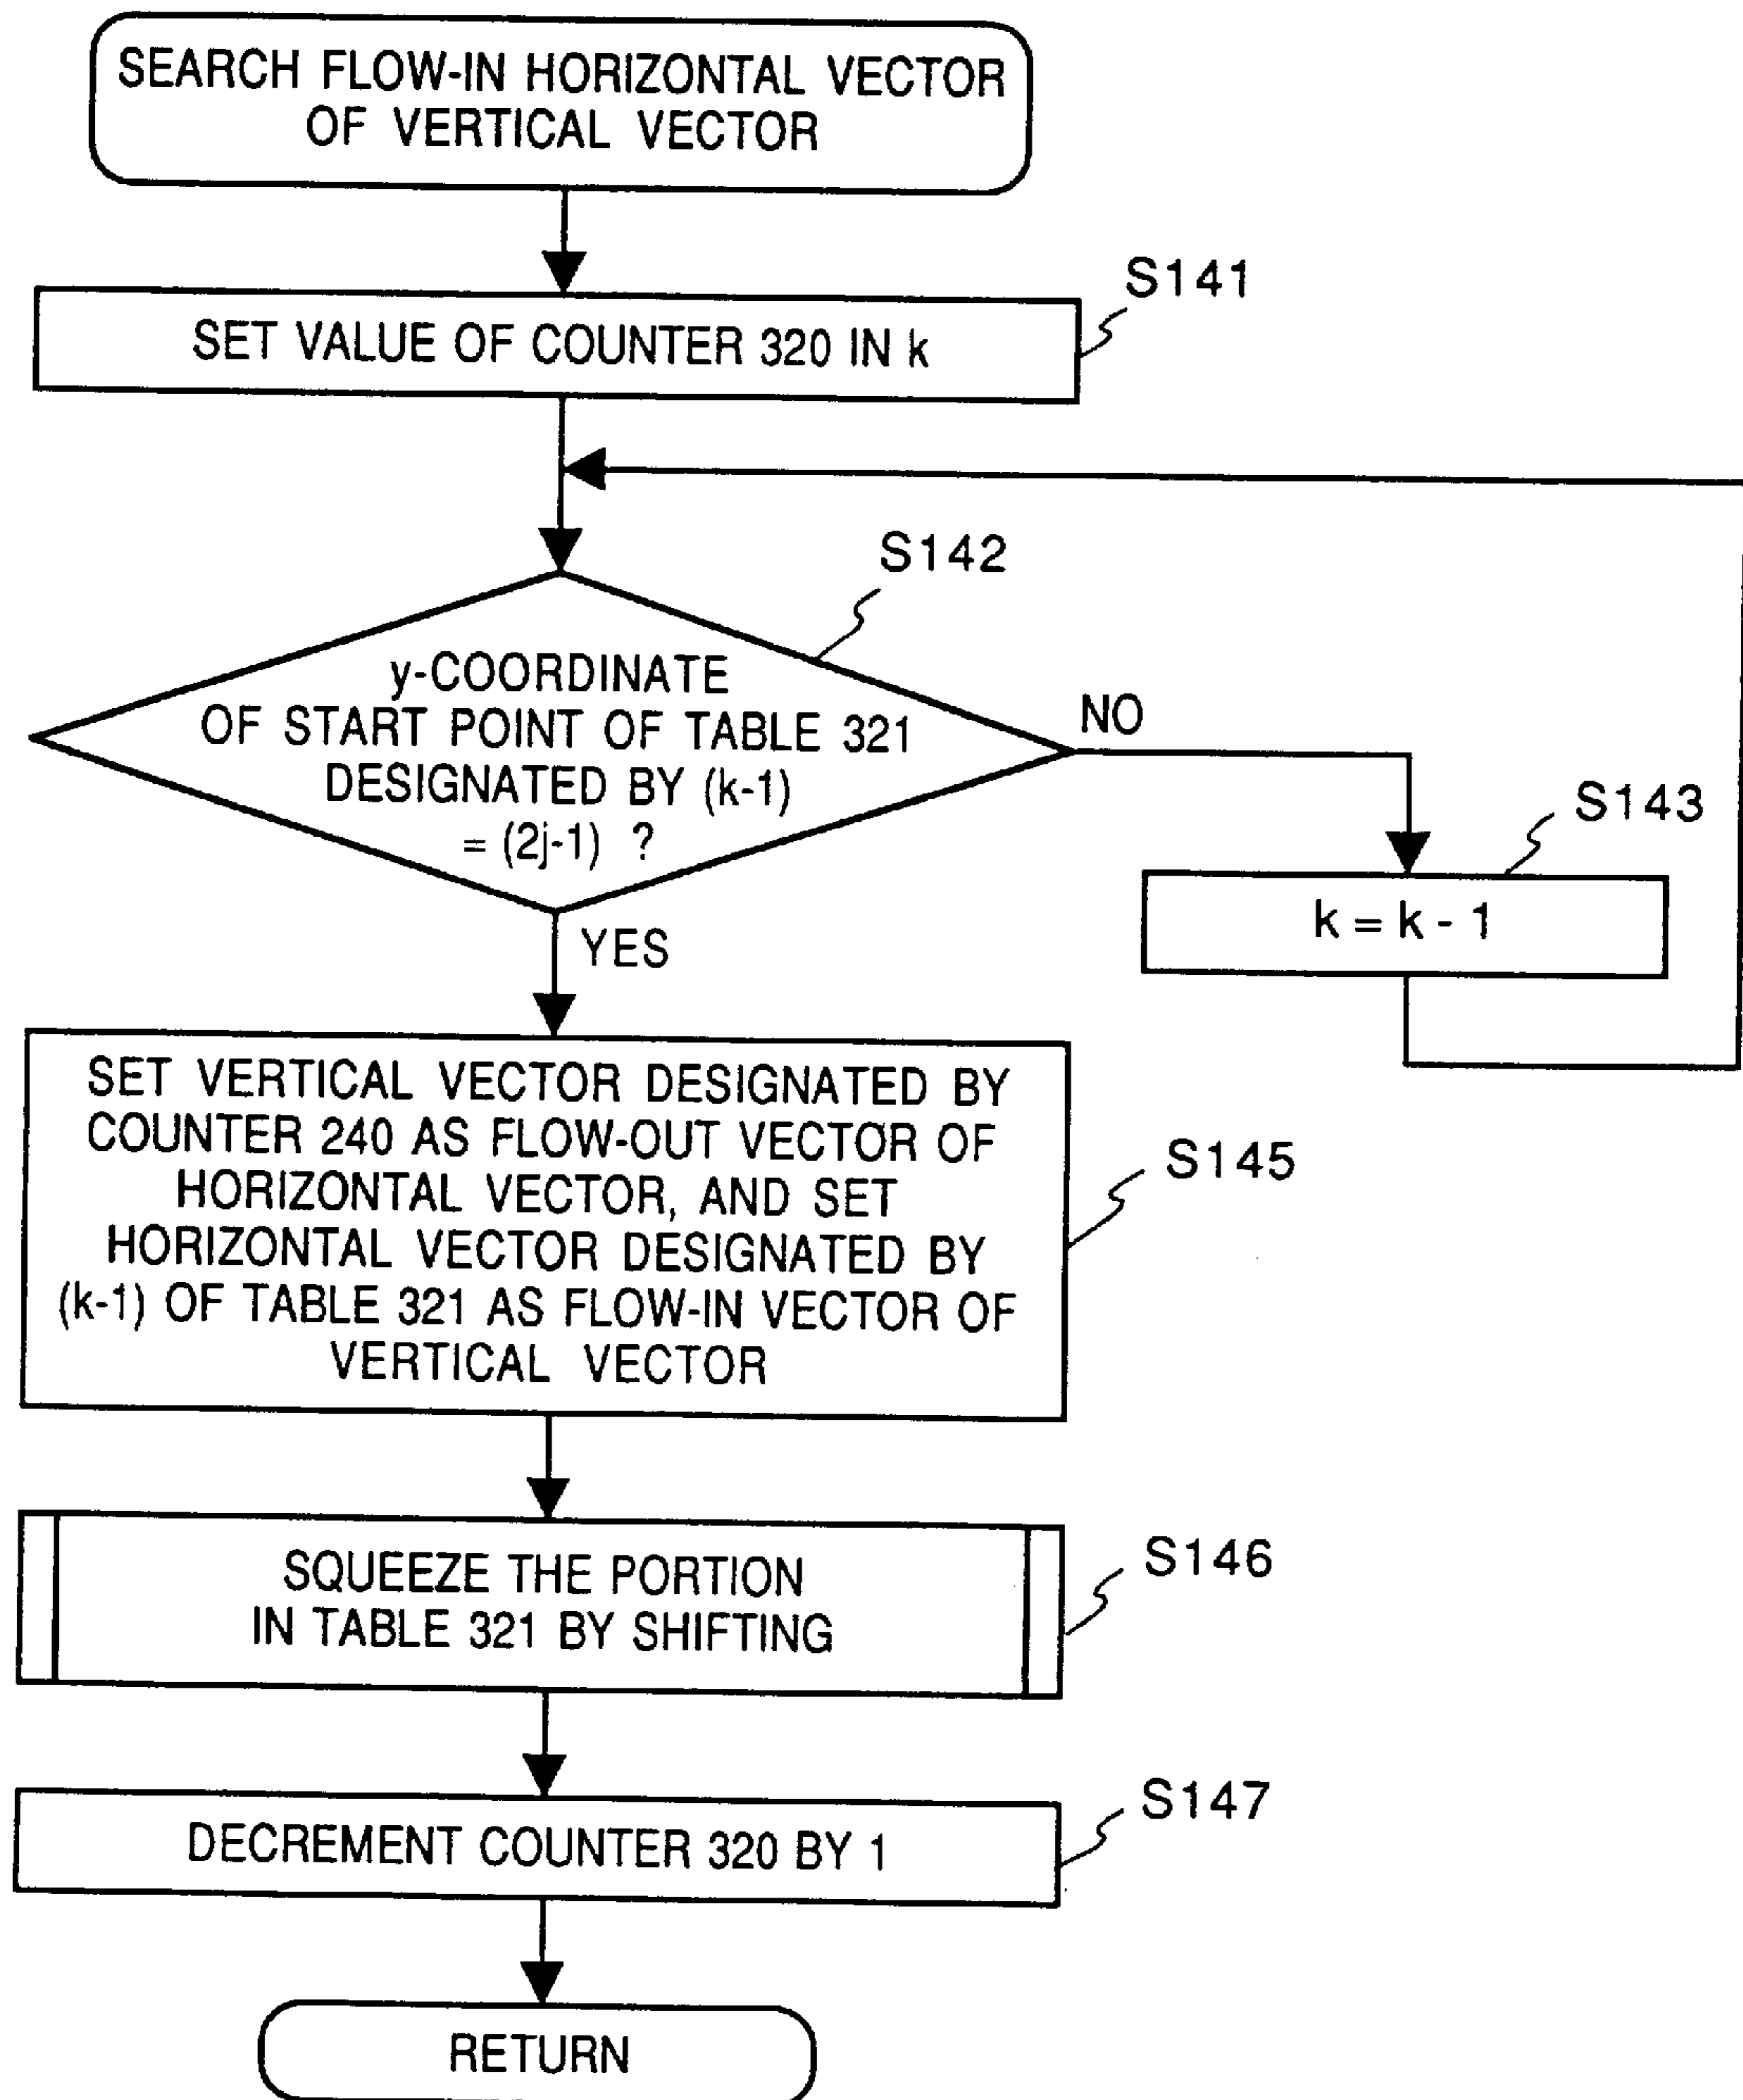 SEARCH FLOW-IN HORIZONTAL VECTOR
OF VERTICAL VECTOR
S141
SET VALUE OF COUNTER 320 IN k
S142
y-COORDINATE
OF START POINT OF TABLE 321
DESIGNATED BY (k-1)
= (2j-1) ?
NO
S143
k = k - 1
YES
SET VERTICAL VECTOR DESIGNATED BY
COUNTER 240 AS FLOW-OUT VECTOR OF
HORIZONTAL VECTOR, AND SET
HORIZONTAL VECTOR DESIGNATED BY
(k-1) OF TABLE 321 AS FLOW-IN VECTOR OF
VERTICAL VECTOR
S145
SQUEEZE THE PORTION
IN TABLE 321 BY SHIFTING
S146
DECREMENT COUNTER 320 BY 1
S147
RETURN